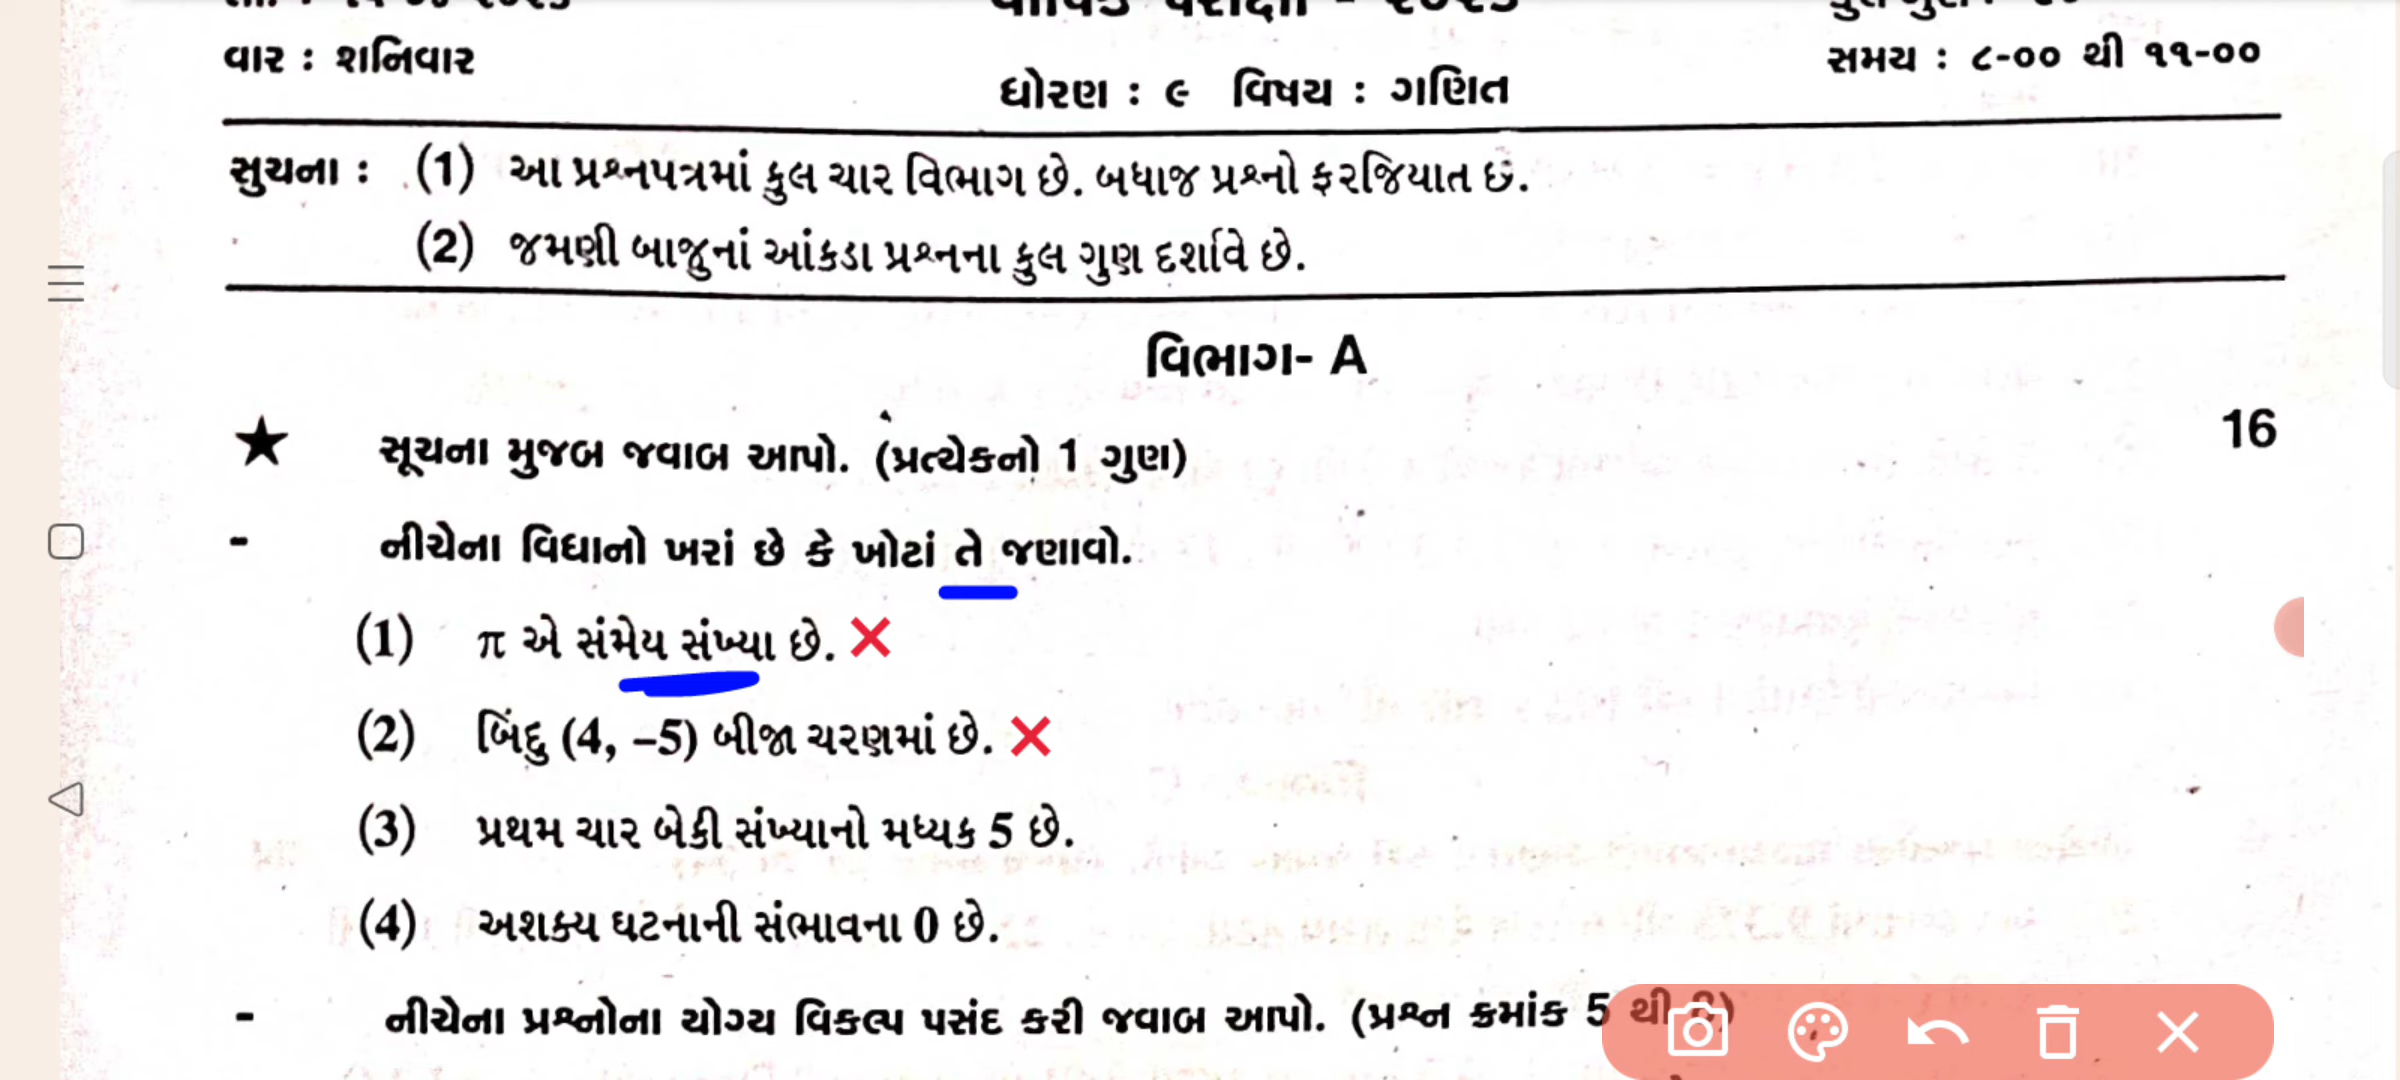 વાર : શનિવાર
ધોરણ : ૯ વિષય : ગણિત
સમય : ૮-૦૦ થી ૧૧-૦૦
સુચના : (1) આ પ્રશ્નપત્રમાં કુલ ચાર વિભાગ છે. બધાજ પ્રશ્નો ફરજિયાત છે.
(2) જમણી બાજુનાં આંકડા પ્રશ્નના કુલ ગુણ દર્શાવે છે.
વિભાગ- A
★ સૂચના મુજબ જવાબ આપો. (પ્રત્યેકનો 1 ગુણ) 16
- નીચેના વિધાનો ખરાં છે કે ખોટાં તે જણાવો.
(1) π એ સંમેય સંખ્યા છે. ❌
(2) બિંદુ (4, –5) બીજા ચરણમાં છે. ❌
(3) પ્રથમ ચાર બેકી સંખ્યાનો મધ્યક 5 છે.
(4) અશક્ય ઘટનાની સંભાવના 0 છે.
- નીચેના પ્રશ્નોના યોગ્ય વિકલ્પ પસંદ કરી જવાબ આપો. (પ્રશ્ન ક્રમાંક 5 થી